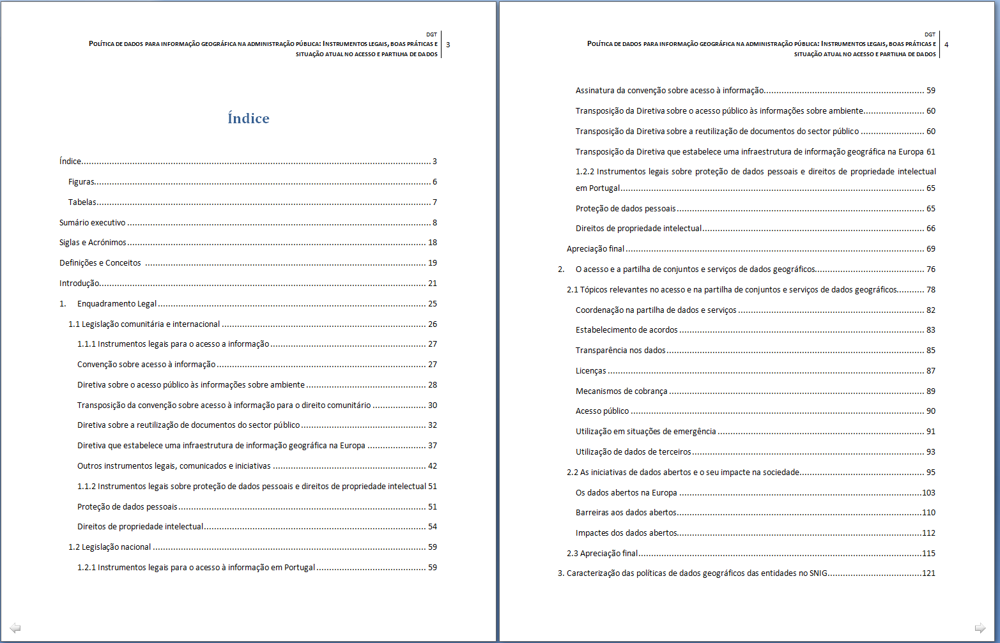 DGT
POLÍTICA DE DADOS PARA INFORMAÇÃO GEOGRÁFICA NA ADMINISTRAÇÃO PÚBLICA: INSTRUMENTOS LEGAIS, BOAS PRÁTICAS E 3
SITUAÇÃO ATUAL NO ACESSO E PARTILHA DE DADOS
Índice
Índice 3
Figuras 6
Tabelas 7
Sumário executivo 8
Siglas e Acrónimos 18
Definições e Conceitos 19
Introdução 21
1. Enquadramento Legal 25
1.1 Legislação comunitária e internacional 26
1.1.1 Instrumentos legais para o acesso a informação 27
Convenção sobre acesso à informação 27
Diretiva sobre o acesso público às informações sobre ambiente 28
Transposição da convenção sobre acesso à informação para o direito comunitário 30
Diretiva sobre a reutilização de documentos do sector público 32
Diretiva que estabelece uma infraestrutura de informação geográfica na Europa 37
Outros instrumentos legais, comunicados e iniciativas 42
1.1.2 Instrumentos legais sobre proteção de dados pessoais e direitos de propriedade intelectual 51
Proteção de dados pessoais 51
Direitos de propriedade intelectual 54
1.2 Legislação nacional 59
1.2.1 Instrumentos legais para o acesso à informação em Portugal 59
DGT
POLÍTICA DE DADOS PARA INFORMAÇÃO GEOGRÁFICA NA ADMINISTRAÇÃO PÚBLICA: INSTRUMENTOS LEGAIS, BOAS PRÁTICAS E 4
SITUAÇÃO ATUAL NO ACESSO E PARTILHA DE DADOS
Assinatura da convenção sobre acesso à informação 59
Transposição da Diretiva sobre o acesso público às informações sobre ambiente 60
Transposição da Diretiva sobre a reutilização de documentos do sector público 60
Transposição da Diretiva que estabelece uma infraestrutura de informação geográfica na Europa 61
1.2.2 Instrumentos legais sobre proteção de dados pessoais e direitos de propriedade intelectual
em Portugal 65
Proteção de dados pessoais 65
Direitos de propriedade intelectual 66
Apreciação final 69
2. O acesso e a partilha de conjuntos e serviços de dados geográficos 76
2.1 Tópicos relevantes no acesso e na partilha de conjuntos e serviços de dados geográficos 78
Coordenação na partilha de dados e serviços 82
Estabelecimento de acordos 83
Transparência nos dados 85
Licenças 87
Mecanismos de cobrança 89
Acesso público 90
Utilização em situações de emergência 91
Utilização de dados de terceiros 93
2.2 As iniciativas de dados abertos e o seu impacte na sociedade 95
Os dados abertos na Europa 103
Barreiras aos dados abertos 110
Impactes dos dados abertos 112
2.3 Apreciação final 115
3. Caracterização das políticas de dados geográficos das entidades no SNIG 121